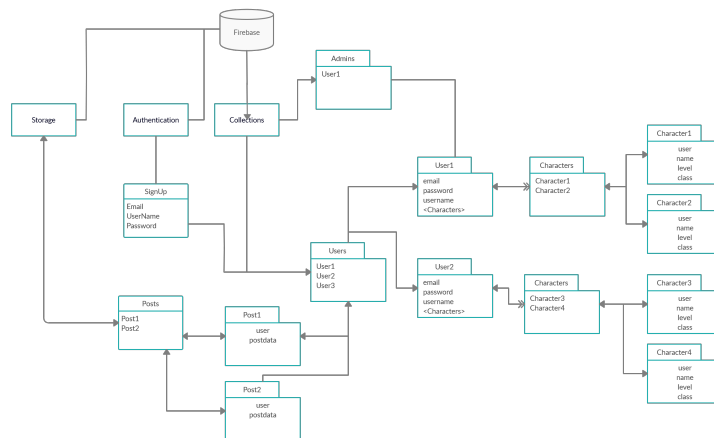 Firebase
Admins
User1
Storage
Authentication
Collections
SignUp
Email
UserName
Password
User1
email
password
username
<Characters>
Characters
Character1
Character2
Character1
user
name
level
class
Character2
user
name
level
class
Users
User1
User2
User3
User2
email
password
username
<Characters>
Characters
Character3
Character4
Character3
user
name
level
class
Character4
user
name
level
class
Posts
Post1
Post2
Post1
user
postdata
Post2
user
postdata